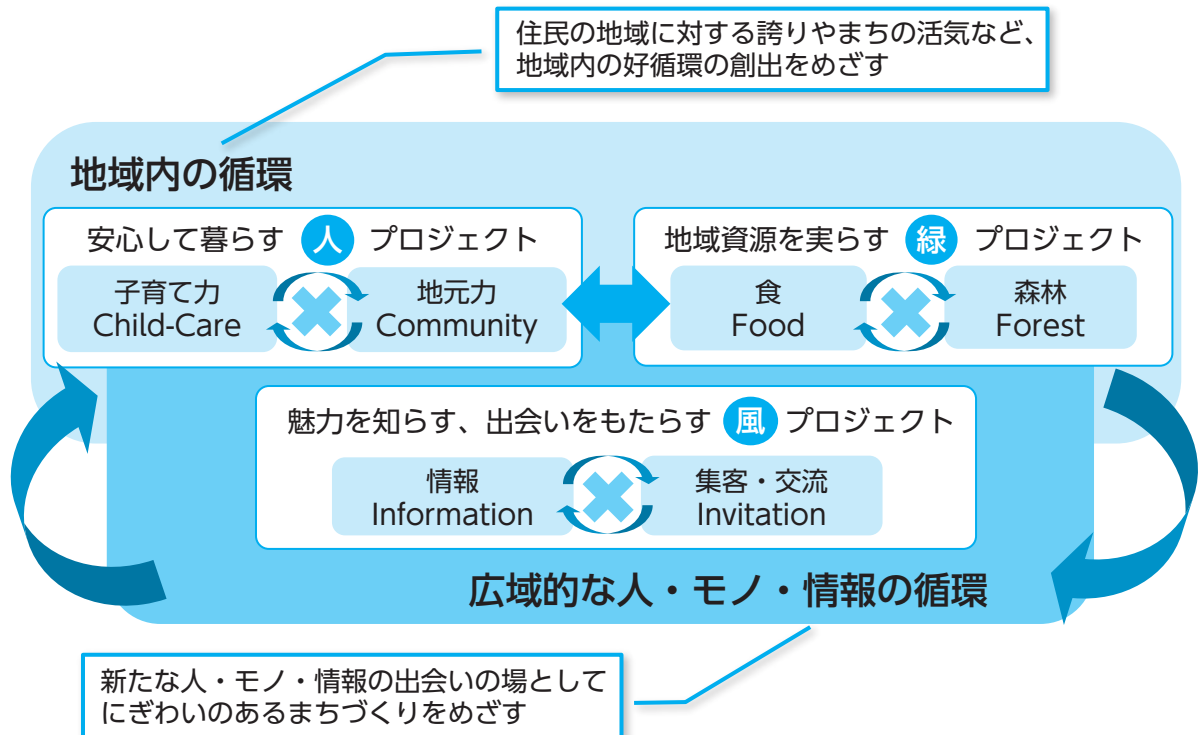 住民の地域に対する誇りやまちの活気など、
地域内の好循環の創出をめざす
地域内の循環
安心して暮らす 人 プロジェクト
子育て力
Child-Care
地元力
Community
地域資源を実らす 緑 プロジェクト
食
Food
森林
Forest
魅力を知らす、出会いをもたらす 風 プロジェクト
情報
Information
集客・交流
Invitation
広域的な人・モノ・情報の循環
新たな人・モノ・情報の出会いの場として
にぎわいのあるまちづくりをめざす